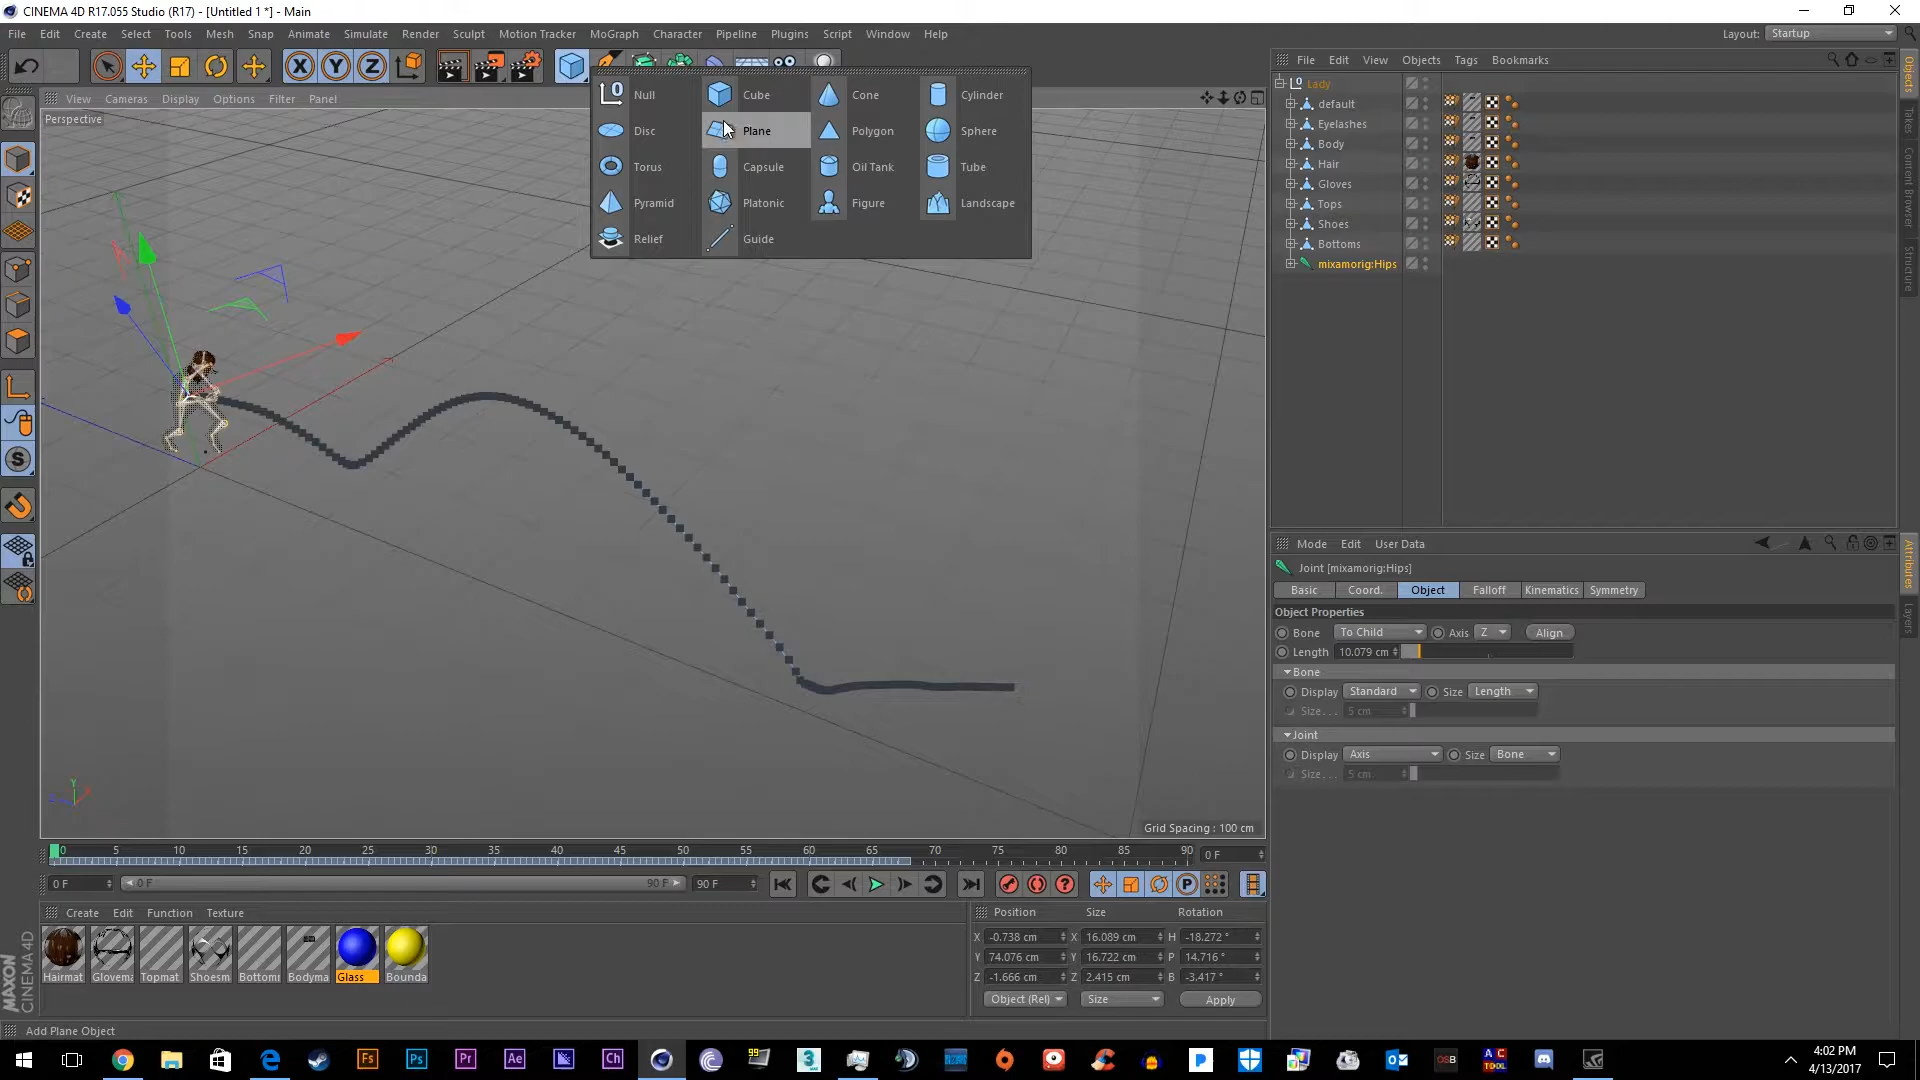 CINEMA 4D R17.055 Studio (R17) - [Untitled 1 *] - Main
File Edit Create Select Tools Mesh Snap Animate Simulate Render Sculpt Motion Tracker MoGraph Character Pipeline Plugins Script Window Help
Layout: Startup
View Cameras Display Options Filter Panel
Perspective
Null Cube Cone Cylinder
Disc Plane Polygon Sphere
Torus Capsule Oil Tank Tube
Pyramid Platonic Figure Landscape
Relief Guide
File Edit View Objects Tags Bookmarks
Lady
default
Eyelashes
Body
Hair
Gloves
Tops
Shoes
Bottoms
mixamorig:Hips
Objects
Takes
Content Browser
Structure
Mode Edit User Data
Joint [mixamorig:Hips]
Basic Coord. Object Falloff Kinematics Symmetry
Object Properties
Bone To Child Axis Z Align
Length 10.079 cm
Bone
Display Standard Size Length
Size... 5 cm
Joint
Display Axis Size Bone
Size... 5 cm
Attributes
Layers
Grid Spacing : 100 cm
0 5 10 15 20 25 30 35 40 45 50 55 60 65 70 75 80 85 90 0 F
0 F 0 F 90 F 90 F
Create Edit Function Texture
Hairmat Glovema Topmat Shoesm Bottomr Bodyma Glass Bounda
Position Size Rotation
X -0.738 cm X 16.089 cm H -18.272 °
Y 74.076 cm Y 16.722 cm P 14.716 °
Z -1.666 cm Z 2.415 cm B -3.417 °
Object (Rel) Size Apply
MAXON CINEMA 4D
Add Plane Object
4:02 PM
4/13/2017